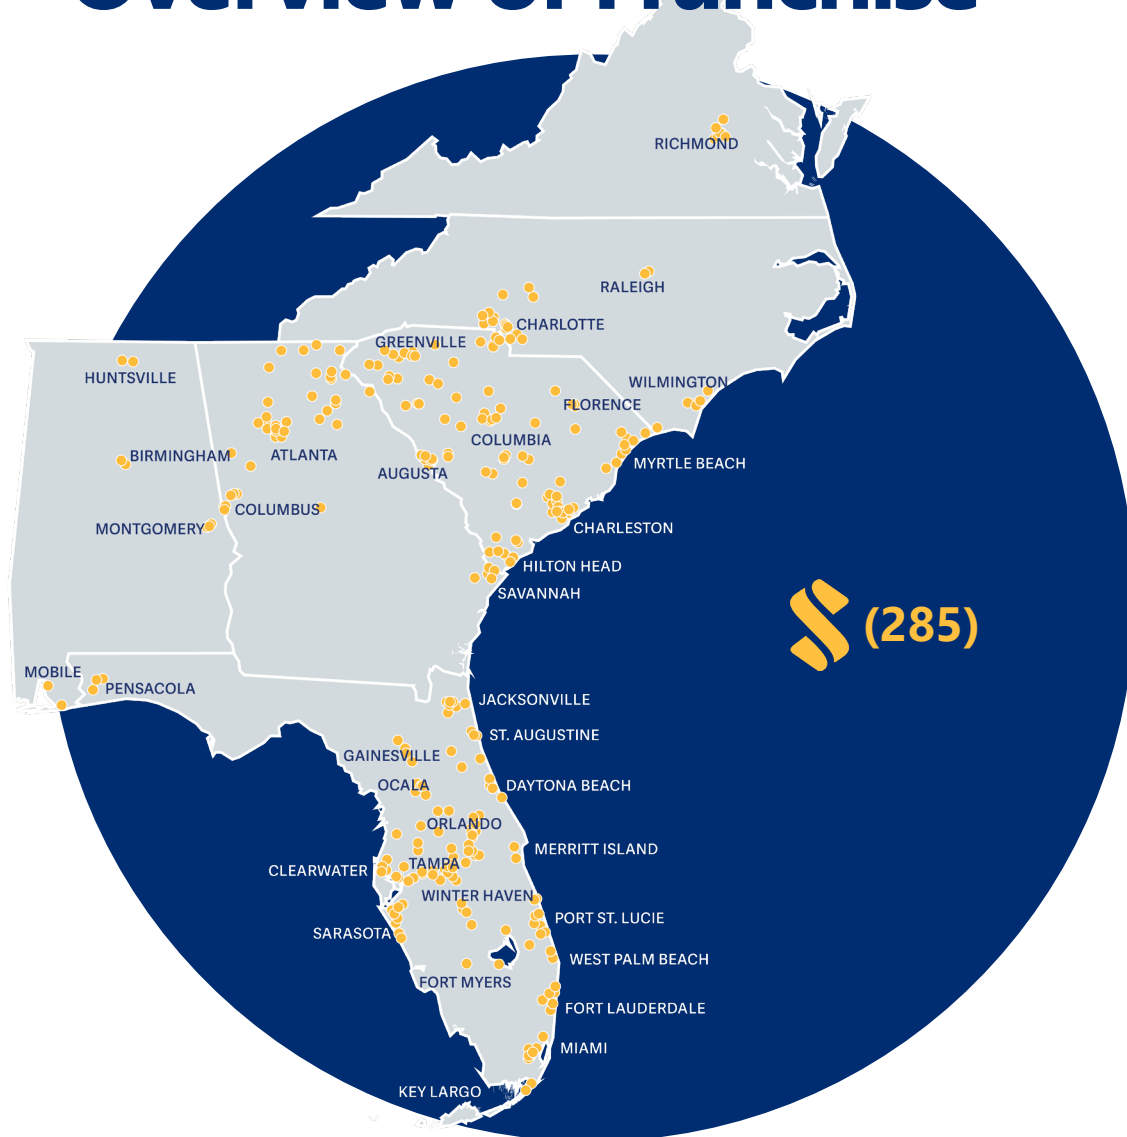 Overview of Franchise
RICHMOND
RALEIGH
CHARLOTTE
GREENVILLE
HUNTSVILLE
WILMINGTON
FLORENCE
COLUMBIA
BIRMINGHAM
ATLANTA
MYRTLE BEACH
AUGUSTA
COLUMBUS
MONTGOMERY
CHARLESTON
HILTON HEAD
SAVANNAH
(285)
MOBILE
PENSACOLA
JACKSONVILLE
ST. AUGUSTINE
GAINESVILLE
OCALA
DAYTONA BEACH
ORLANDO
MERRITT ISLAND
TAMPA
CLEARWATER
WINTER HAVEN
PORT ST. LUCIE
SARASOTA
WEST PALM BEACH
FORT MYERS
FORT LAUDERDALE
MIAMI
KEY LARGO